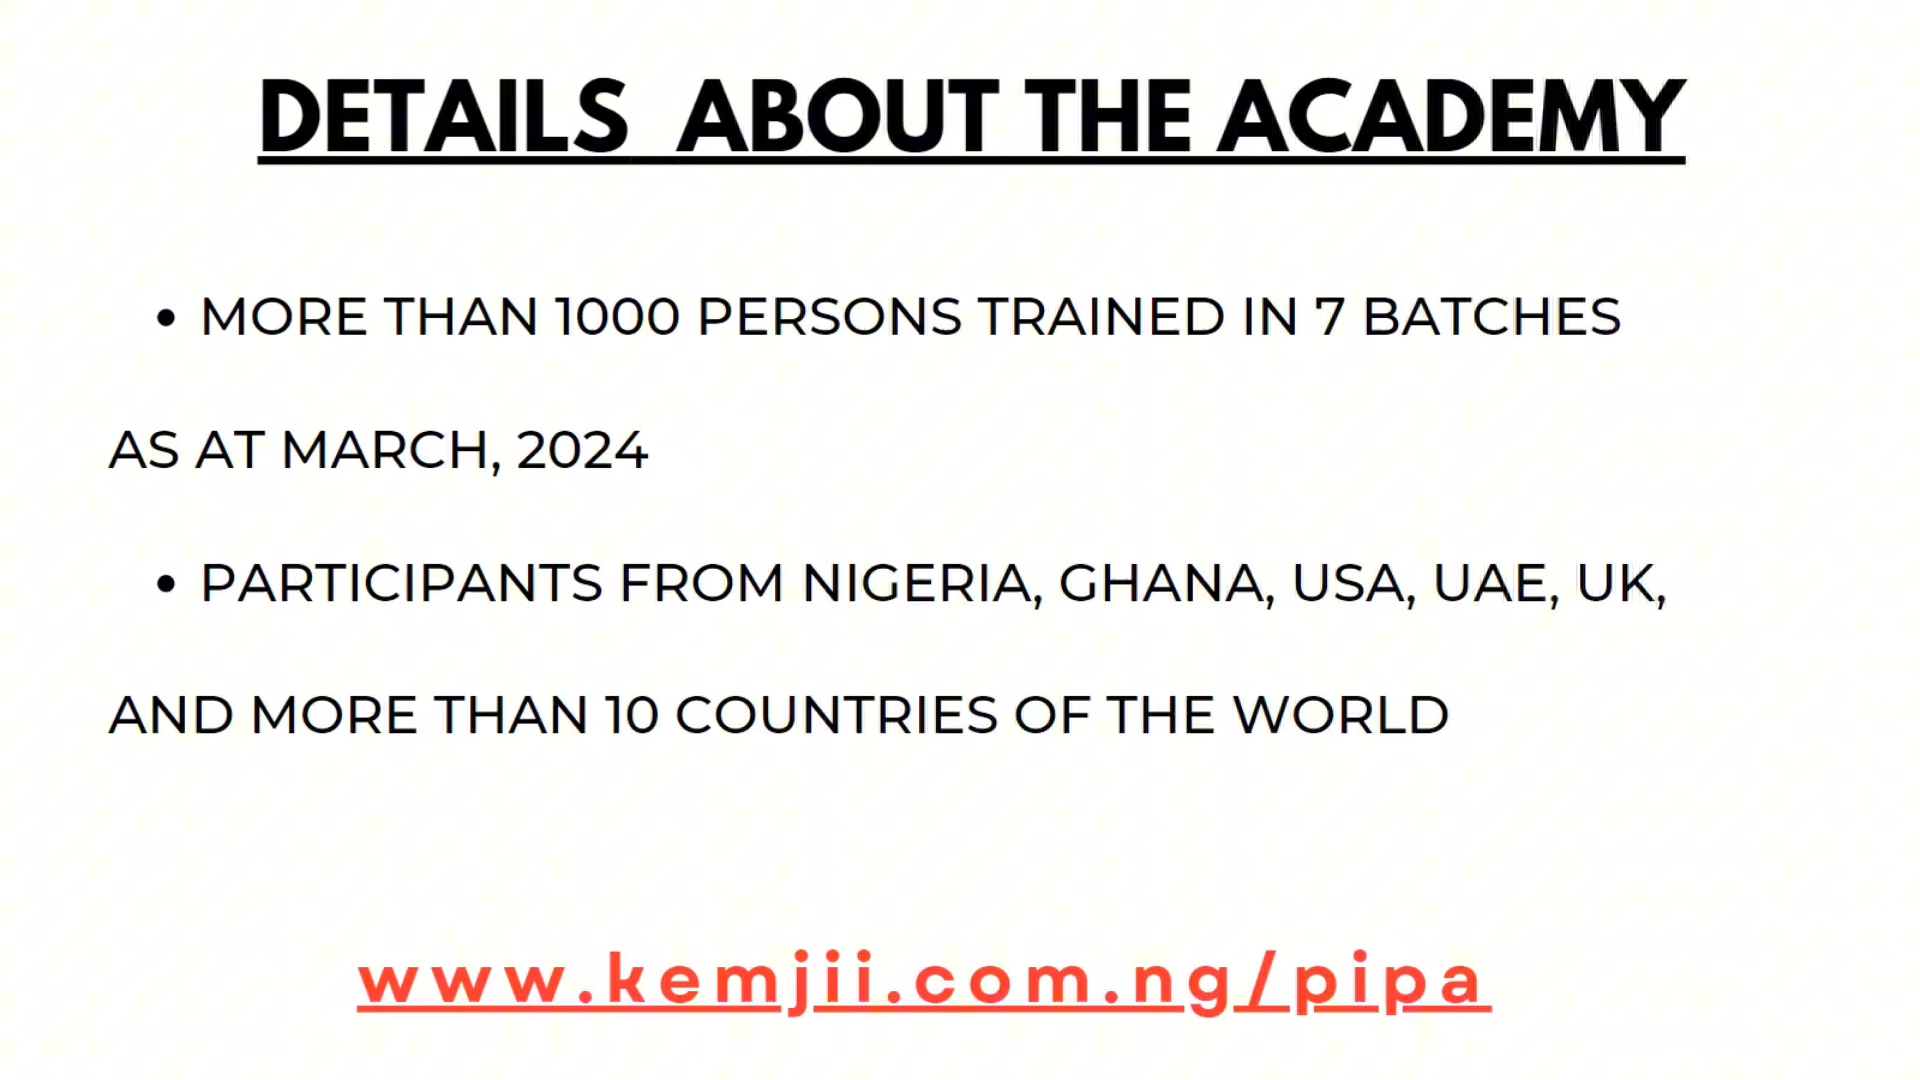 DETAILS ABOUT THE ACADEMY
• MORE THAN 1000 PERSONS TRAINED IN 7 BATCHES
AS AT MARCH, 2024
• PARTICIPANTS FROM NIGERIA, GHANA, USA, UAE, UK,
AND MORE THAN 10 COUNTRIES OF THE WORLD
www.kemjii.com.ng/pipa